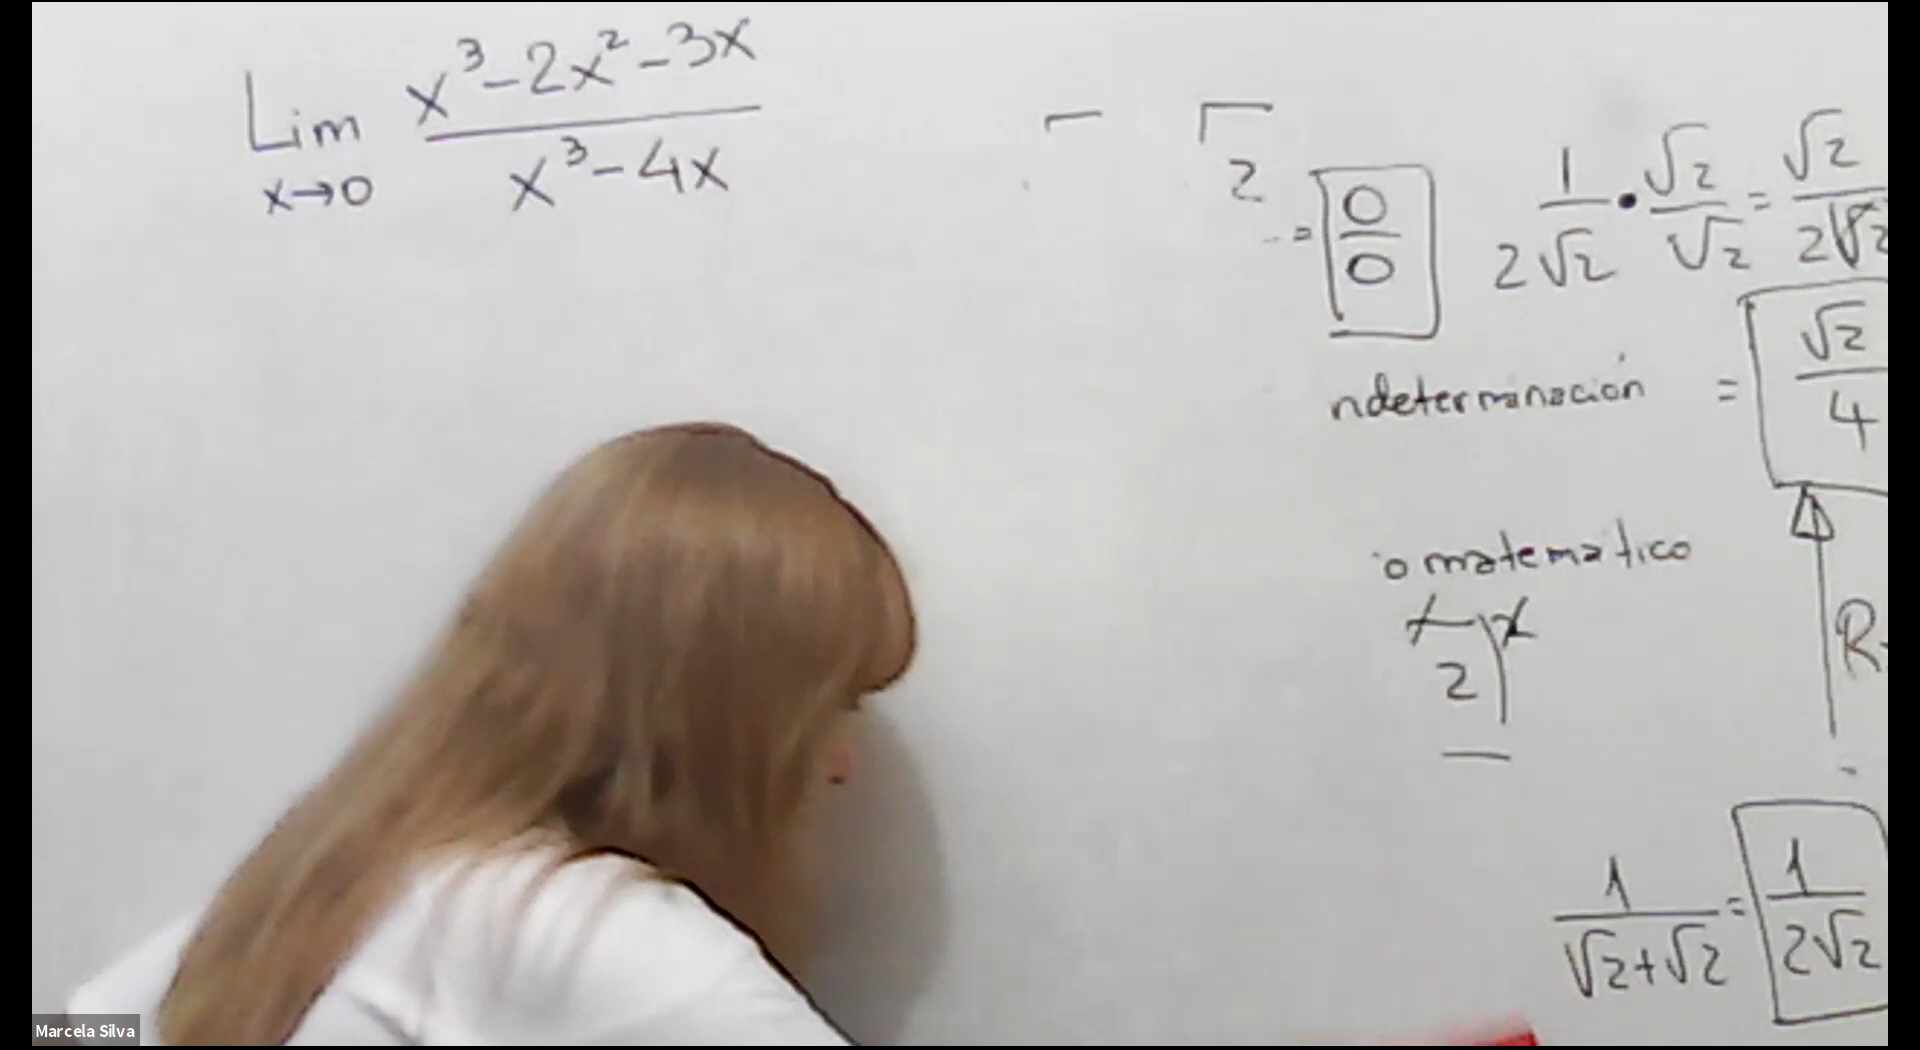 Lim x³-2x²-3x
x→0 x³-4x
2
= 0/0
1/2√2 • √2/√2 = √2/2√2
ndeterminación
= √2/4
o matematico
x x
2
R
1/√2+√2 = 1/2√2
Marcela Silva